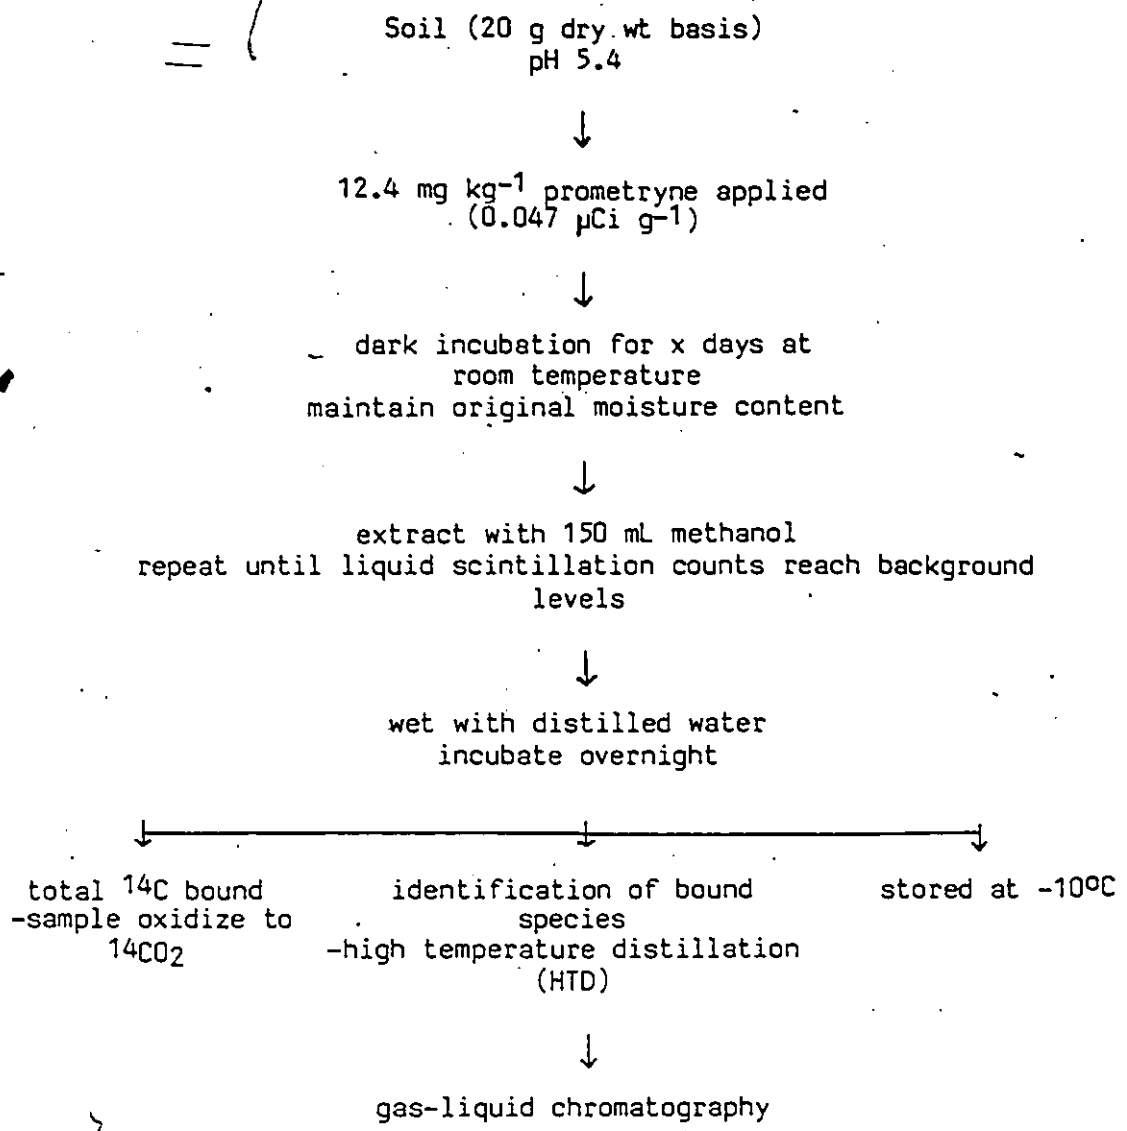 Soil (20 g dry wt basis)
pH 5.4
↓
12.4 mg kg⁻¹ prometryne applied
(0.047 µCi g⁻¹)
↓
dark incubation for x days at
room temperature
maintain original moisture content
↓
extract with 150 mL methanol
repeat until liquid scintillation counts reach background
levels
↓
wet with distilled water
incubate overnight
total ¹⁴C bound
-sample oxidize to
¹⁴CO₂
identification of bound
species
-high temperature distillation
(HTD)
stored at -10ºC
↓
gas-liquid chromatography